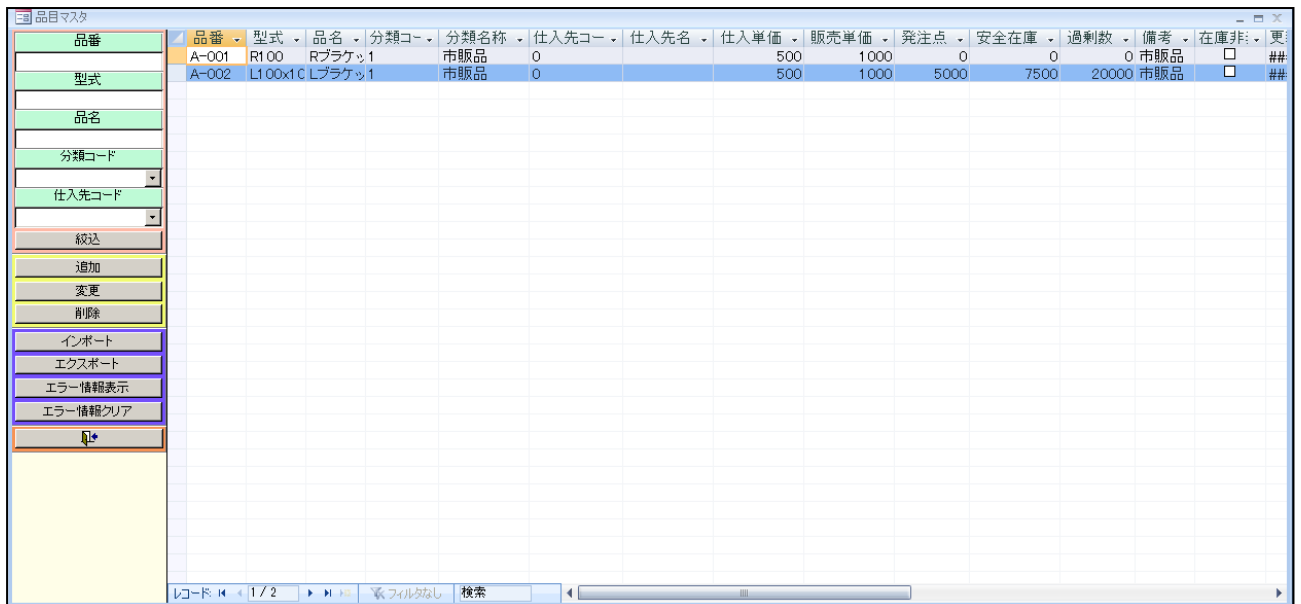 品目マスタ
品番
型式
品名
分類コード
仕入先コード
絞込
追加
変更
削除
インポート
エクスポート
エラー情報表示
エラー情報クリア
品番 型式 品名 分類コー 分類名称 仕入先コー 仕入先名 仕入単価 販売単価 発注点 安全在庫 過剰数 備考 在庫非
A-001 R100 Rブラケッ 1 市販品 0 500 1000 0 0 0 市販品 ##
A-002 L100x10 Lブラケッ 1 市販品 0 500 1000 5000 7500 20000 市販品 ##
レコード: 1 / 2 フィルタなし 検索